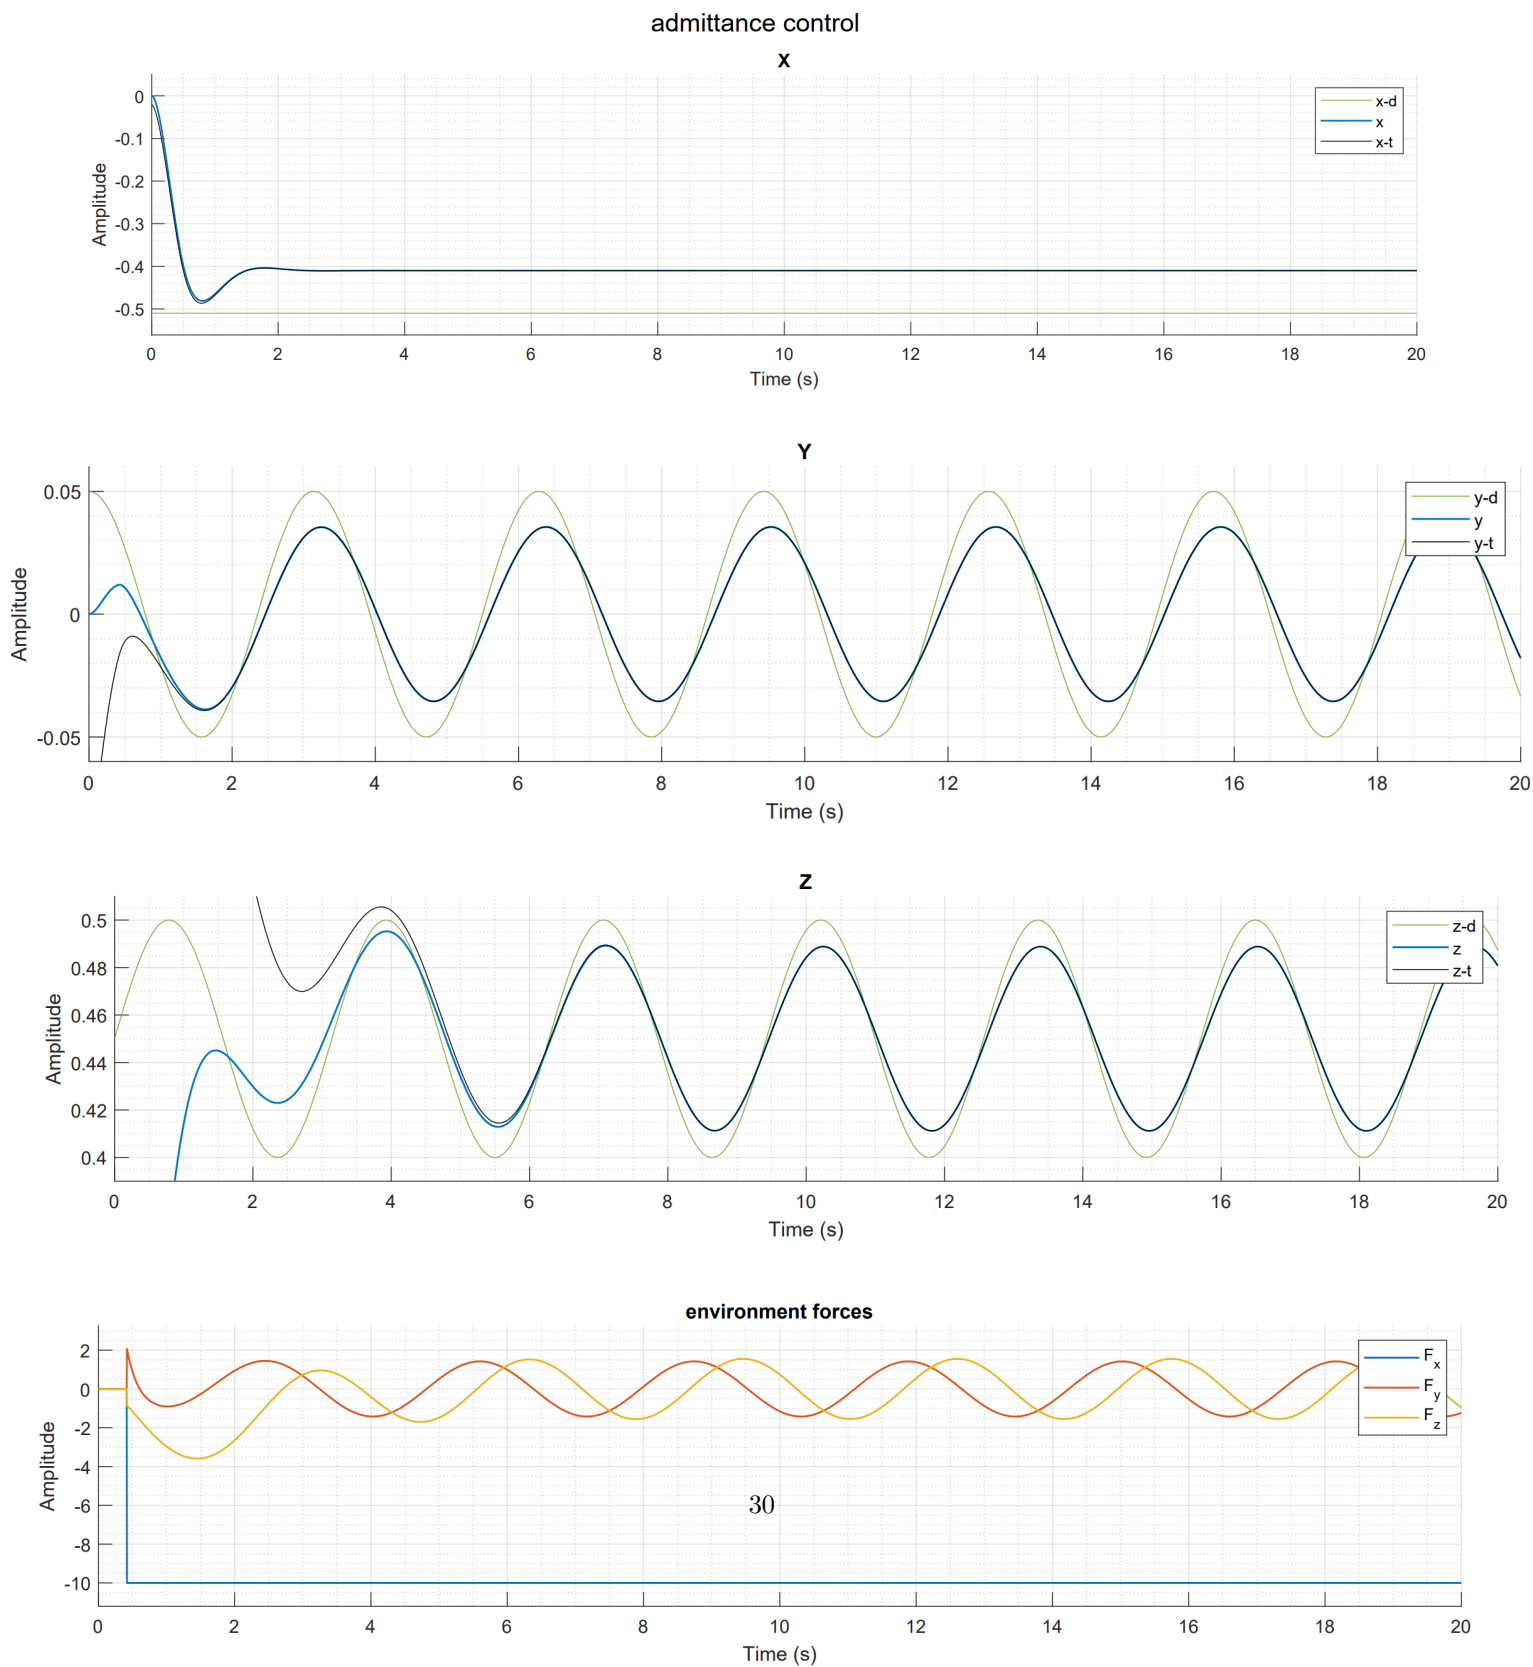 admittance control
X
0
-0.1
-0.2
-0.3
-0.4
-0.5
Amplitude
x-d
x
x-t
0 2 4 6 8 10 12 14 16 18 20
Time (s)
Y
0.05
0
-0.05
Amplitude
y-d
y
y-t
0 2 4 6 8 10 12 14 16 18 20
Time (s)
Z
0.5
0.48
0.46
0.44
0.42
0.4
Amplitude
z-d
z
z-t
0 2 4 6 8 10 12 14 16 18 20
Time (s)
environment forces
2
0
-2
-4
-6
-8
-10
Amplitude
F_x
F_y
F_z
30
0 2 4 6 8 10 12 14 16 18 20
Time (s)